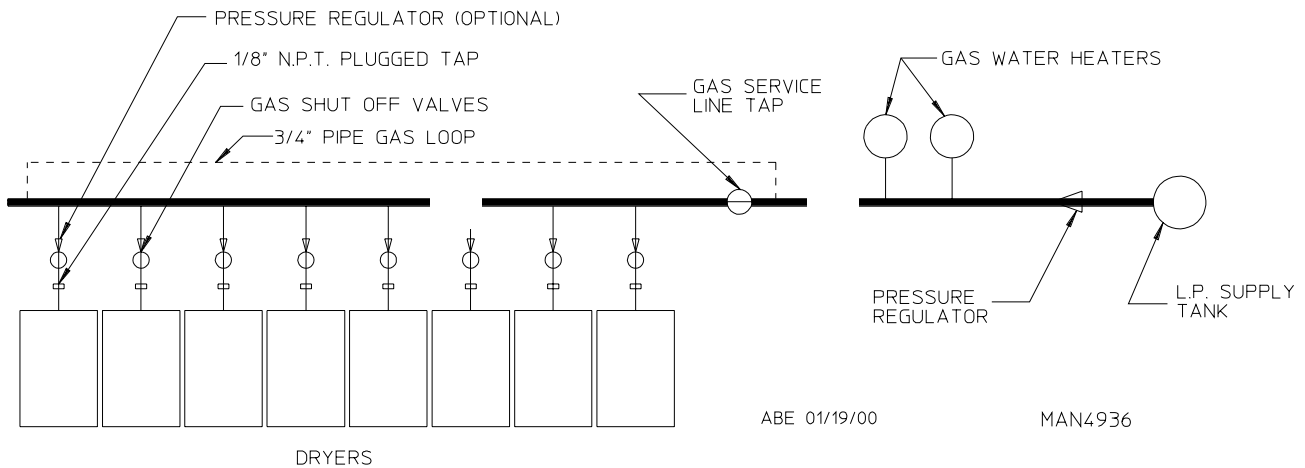 PRESSURE REGULATOR (OPTIONAL)
1/8" N.P.T. PLUGGED TAP
GAS SHUT OFF VALVES
3/4" PIPE GAS LOOP
GAS SERVICE
LINE TAP
GAS WATER HEATERS
PRESSURE
REGULATOR
L.P. SUPPLY
TANK
ABE 01/19/00
MAN4936
DRYERS